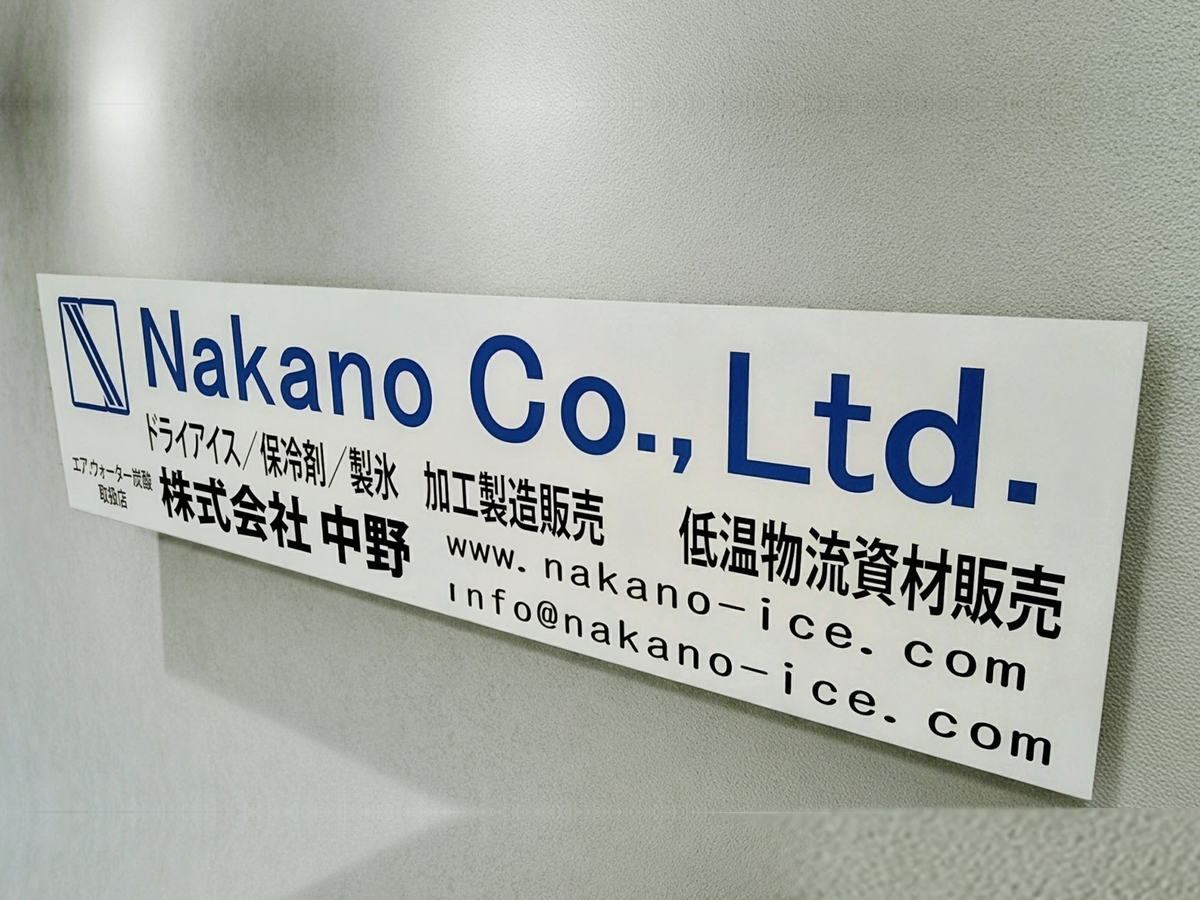 Nakano Co.,Ltd.
ドライアイス／保冷剤／製氷 加工製造販売 低温物流資材販売
エア.ウォーター炭酸
取扱店
株式会社 中野
www.nakano-ice.com
info@nakano-ice.com